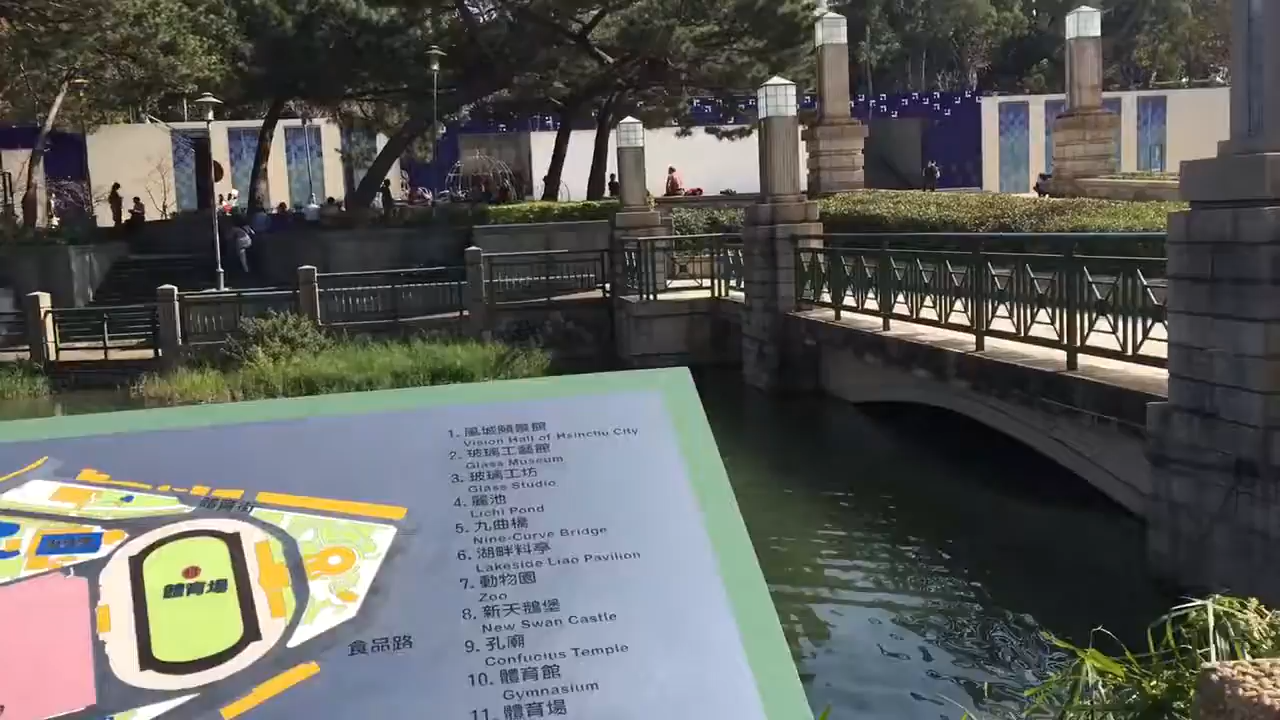 1. 風城願景館
Vision Hall of Hsinchu City
2. 玻璃工藝館
Glass Museum
3. 玻璃工坊
Glass Studio
4. 麗池
Lichi Pond
5. 九曲橋
Nine-Curve Bridge
6. 湖畔料亭
Lakeside Liao Pavilion
7. 動物園
Zoo
8. 新天鵝堡
New Swan Castle
9. 孔廟
Confucius Temple
10. 體育館
Gymnasium
11. 體育場
體育街
11
體育場
食品路